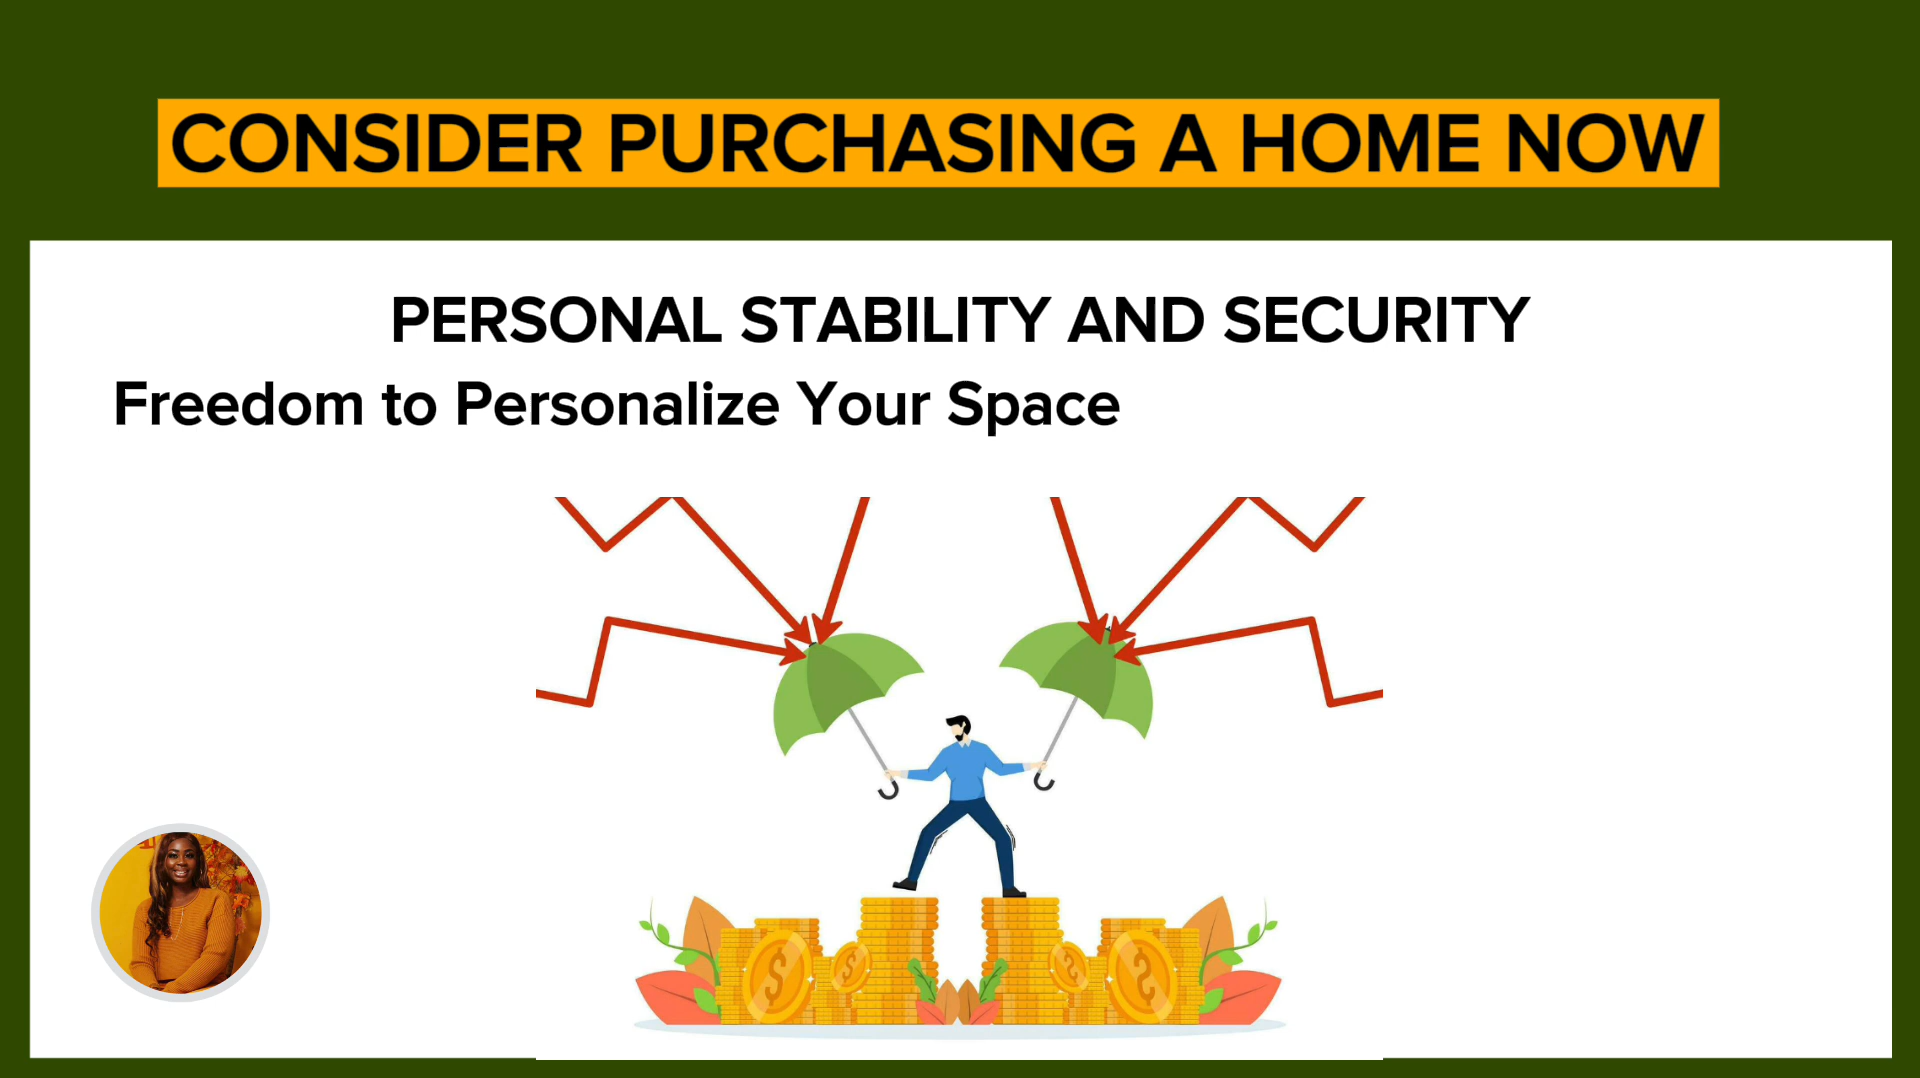 CONSIDER PURCHASING A HOME NOW
PERSONAL STABILITY AND SECURITY
Freedom to Personalize Your Space
$ $ $ $